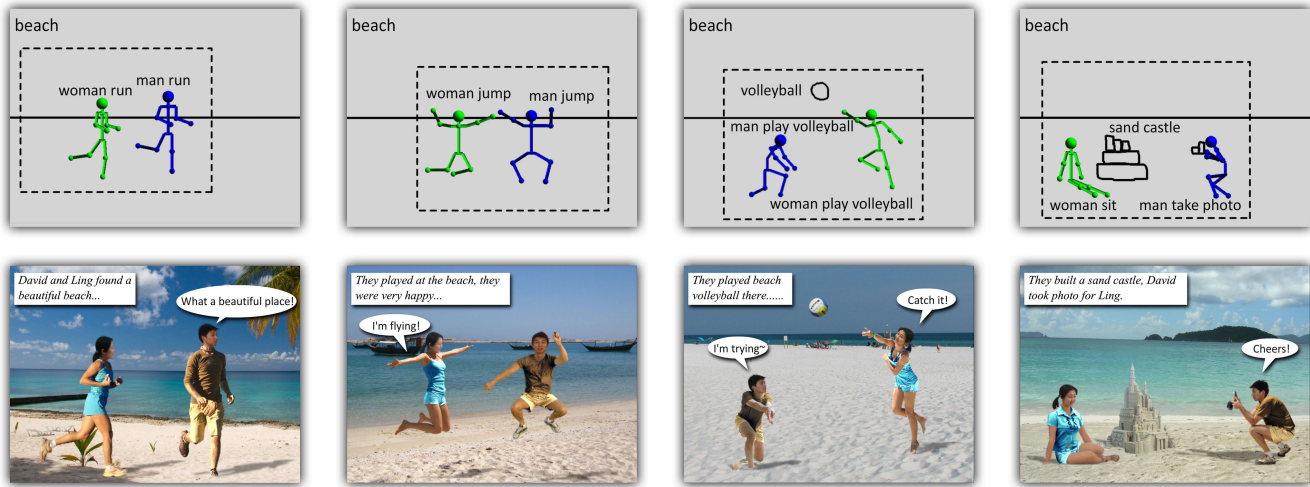 beach
woman run
man run
beach
woman jump
man jump
beach
volleyball
man play volleyball
woman play volleyball
beach
sand castle
woman sit
man take photo
David and Ling found a
beautiful beach...
What a beautiful place!
They played at the beach, they
were very happy...
I'm flying!
They played beach
volleyball there......
Catch it!
I'm trying~
They built a sand castle, David
took photo for Ling.
Cheers!